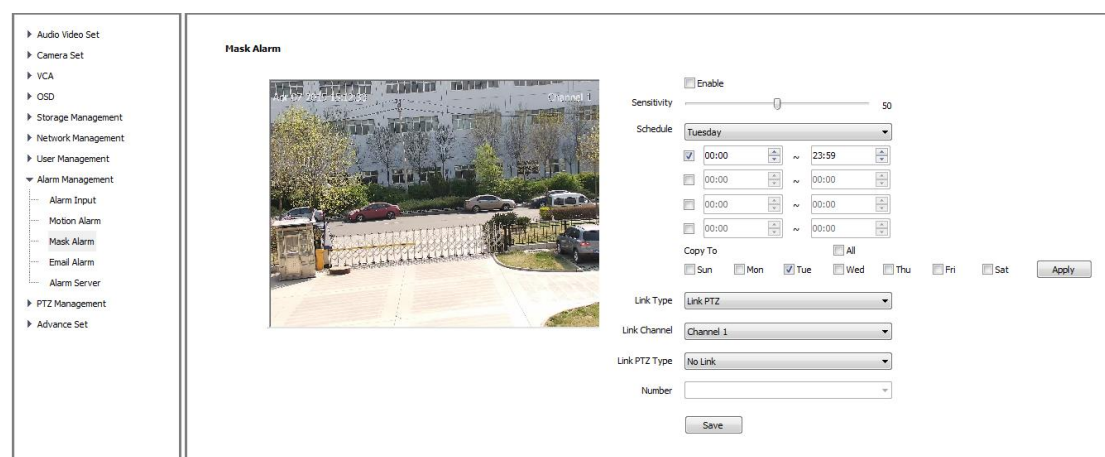 Audio Video Set
Camera Set
VCA
OSD
Storage Management
Network Management
User Management
Alarm Management
Alarm Input
Motion Alarm
Mask Alarm
Email Alarm
Alarm Server
PTZ Management
Advance Set
Mask Alarm
Channel 1
Enable
Sensitivity 50
Schedule Tuesday
00:00 ~ 23:59
00:00 ~ 00:00
00:00 ~ 00:00
00:00 ~ 00:00
Copy To All
Sun Mon Tue Wed Thu Fri Sat Apply
Link Type Link PTZ
Link Channel Channel 1
Link PTZ Type No Link
Number
Save